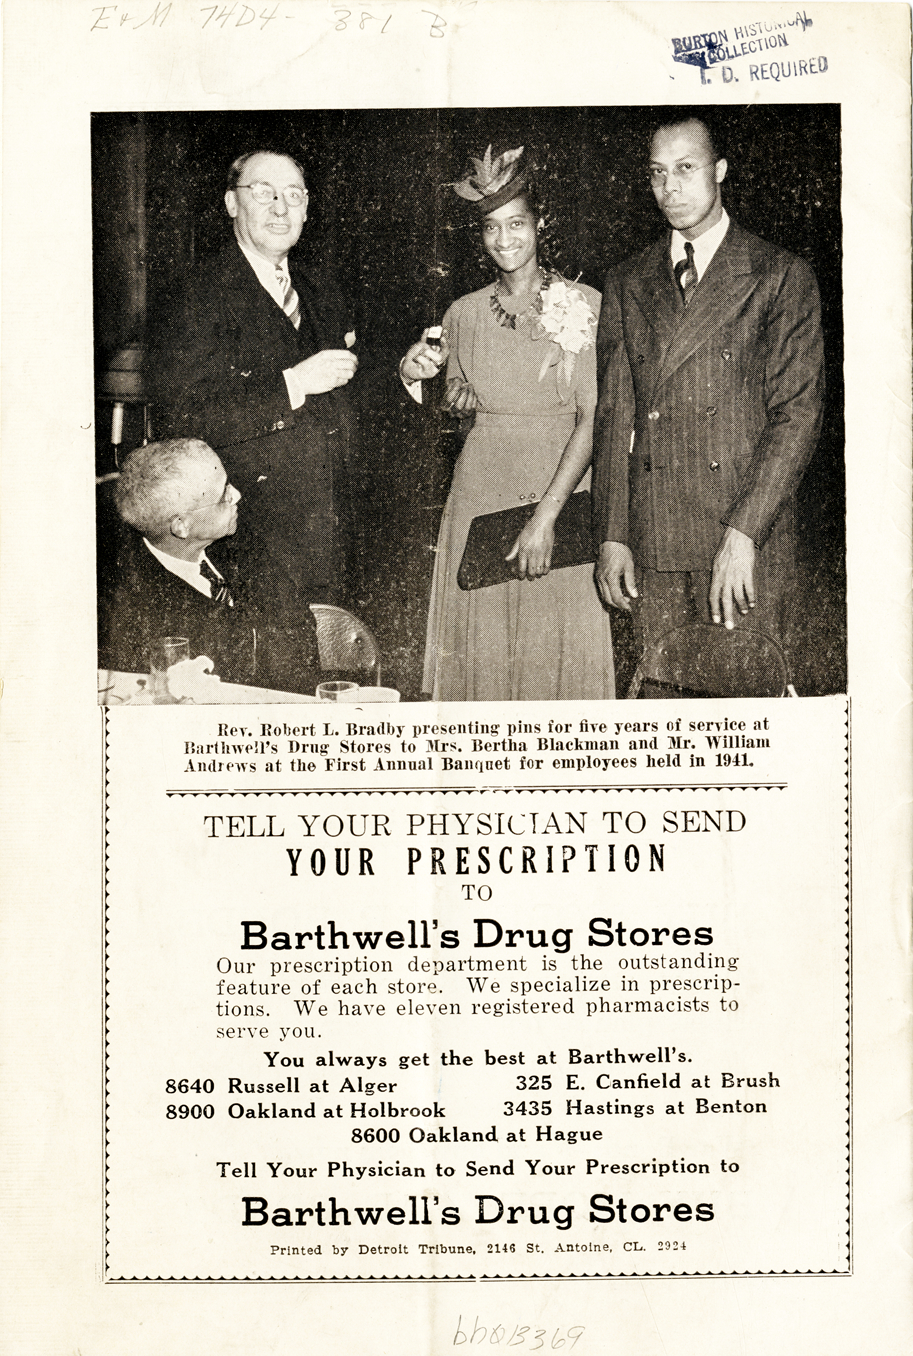 E&M 74D4- 381 B
BURTON HISTORICAL
COLLECTION
I. D. REQUIRED
Rev. Robert L. Bradby presenting pins for five years of service at
Barthwell's Drug Stores to Mrs. Bertha Blackman and Mr. William
Andrews at the First Annual Banquet for employees held in 1941.
TELL YOUR PHYSICIAN TO SEND
YOUR PRESCRIPTION
TO
Barthwell's Drug Stores
Our prescription department is the outstanding
feature of each store. We specialize in prescrip-
tions. We have eleven registered pharmacists to
serve you.
You always get the best at Barthwell's.
8640 Russell at Alger 325 E. Canfield at Brush
8900 Oakland at Holbrook 3435 Hastings at Benton
8600 Oakland at Hague
Tell Your Physician to Send Your Prescription to
Barthwell's Drug Stores
Printed by Detroit Tribune, 2146 St. Antoine, CL. 2924